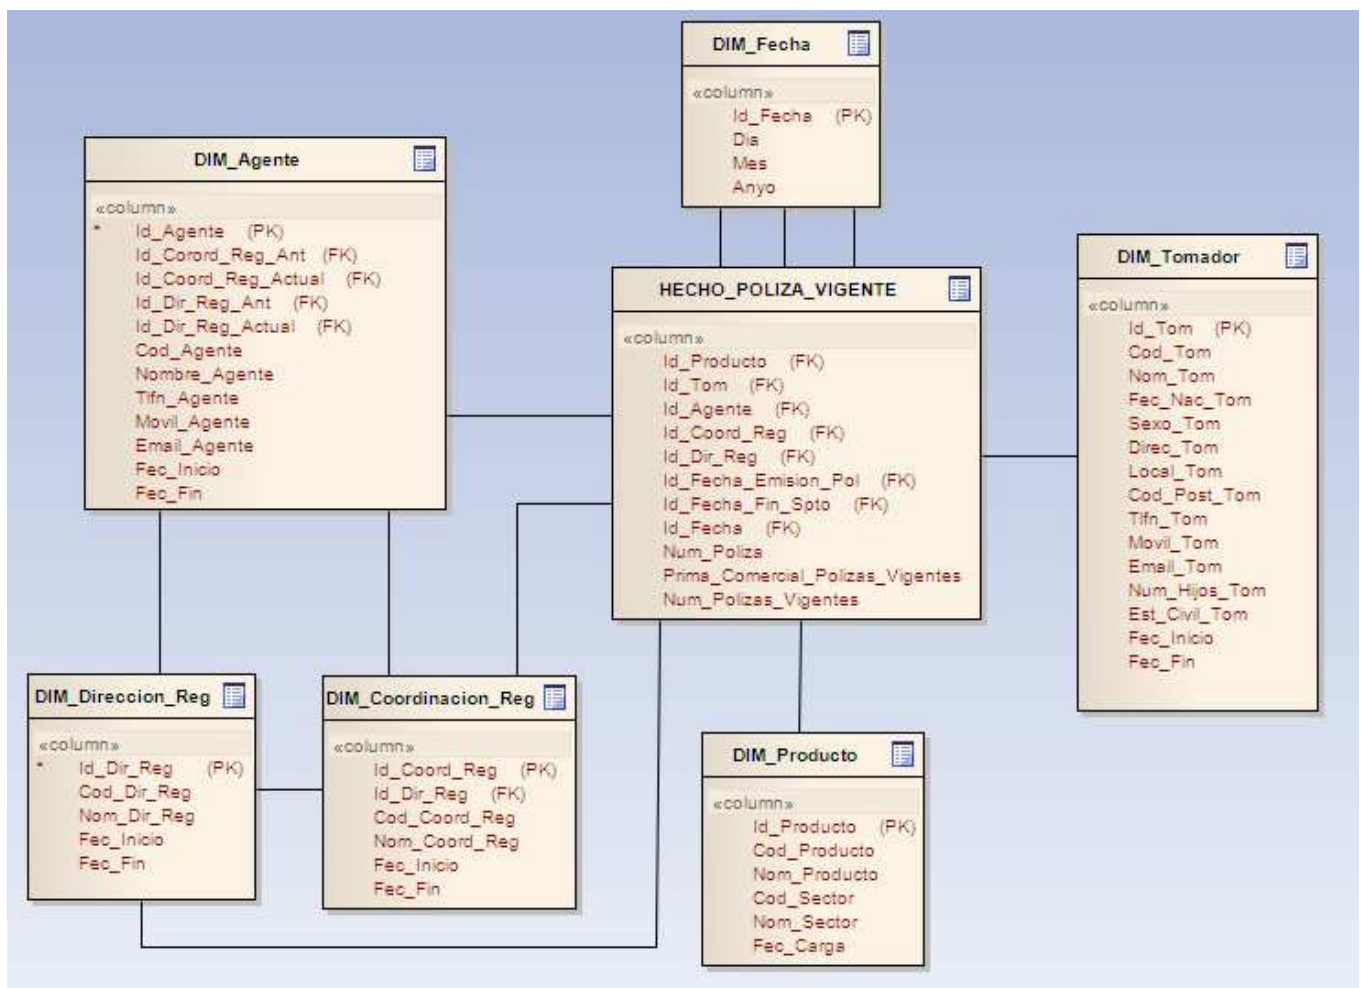 DIM_Fecha
«column»
Id_Fecha (PK)
Dia
Mes
Anyo
DIM_Agente
«column»
* Id_Agente (PK)
Id_Corord_Reg_Ant (FK)
Id_Coord_Reg_Actual (FK)
Id_Dir_Reg_Ant (FK)
Id_Dir_Reg_Actual (FK)
Cod_Agente
Nombre_Agente
Tlfn_Agente
Movil_Agente
Email_Agente
Fec_Inicio
Fec_Fin
HECHO_POLIZA_VIGENTE
«column»
Id_Producto (FK)
Id_Tom (FK)
Id_Agente (FK)
Id_Coord_Reg (FK)
Id_Dir_Reg (FK)
Id_Fecha_Emision_Pol (FK)
Id_Fecha_Fin_Spto (FK)
Id_Fecha (FK)
Num_Poliza
Prima_Comercial_Polizas_Vigentes
Num_Polizas_Vigentes
DIM_Tomador
«column»
Id_Tom (PK)
Cod_Tom
Nom_Tom
Fec_Nac_Tom
Sexo_Tom
Direc_Tom
Local_Tom
Cod_Post_Tom
Tlfn_Tom
Movil_Tom
Email_Tom
Num_Hijos_Tom
Est_Civil_Tom
Fec_Inicio
Fec_Fin
DIM_Direccion_Reg
«column»
* Id_Dir_Reg (PK)
Cod_Dir_Reg
Nom_Dir_Reg
Fec_Inicio
Fec_Fin
DIM_Coordinacion_Reg
«column»
Id_Coord_Reg (PK)
Id_Dir_Reg (FK)
Cod_Coord_Reg
Nom_Coord_Reg
Fec_Inicio
Fec_Fin
DIM_Producto
«column»
Id_Producto (PK)
Cod_Producto
Nom_Producto
Cod_Sector
Nom_Sector
Fec_Carga